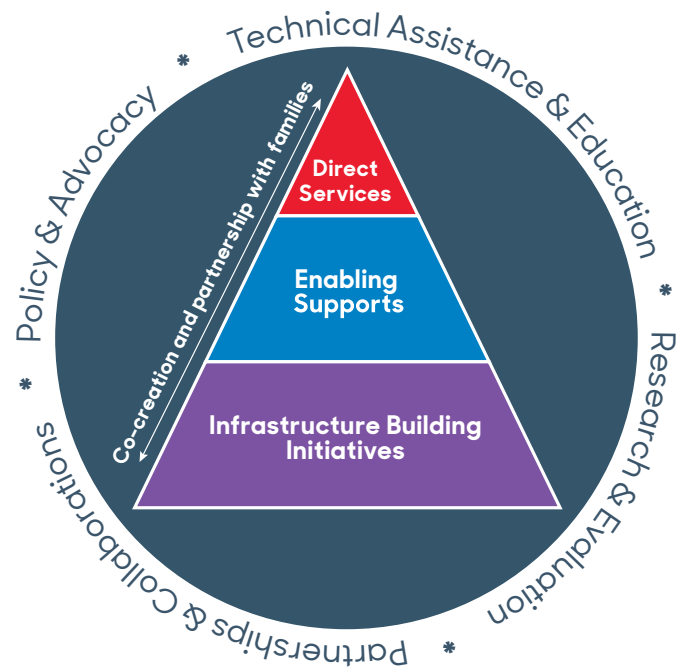 Technical Assistance & Education
*
Research & Evaluation
*
Partnerships & Collaborations
*
Policy & Advocacy
*
Co-creation and partnership with families
Direct
Services
Enabling
Supports
Infrastructure Building
Initiatives